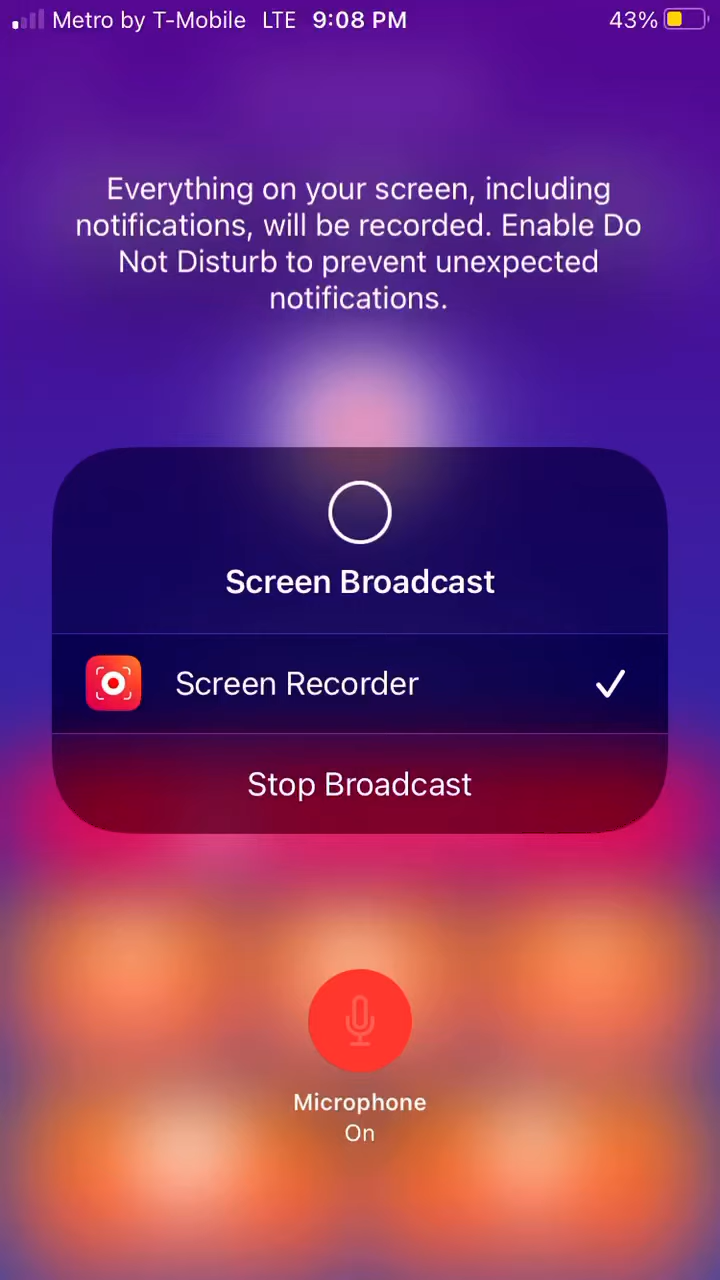 Metro by T-Mobile LTE 9:08 PM 43%
Everything on your screen, including
notifications, will be recorded. Enable Do
Not Disturb to prevent unexpected
notifications.
Screen Broadcast
Screen Recorder
Stop Broadcast
Microphone
On